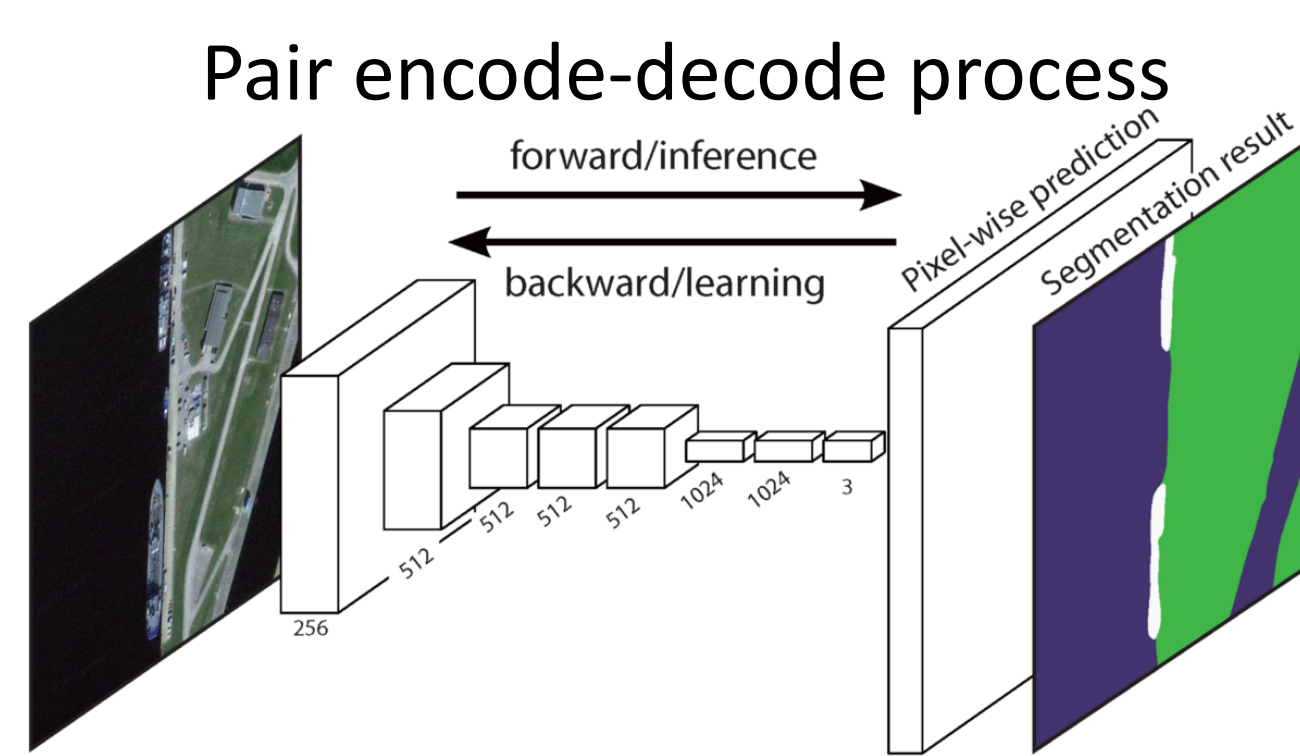 Pair encode-decode process
forward/inference
backward/learning
Pixel-wise prediction
Segmentation result
256
512
512
512
512
1024
1024
3